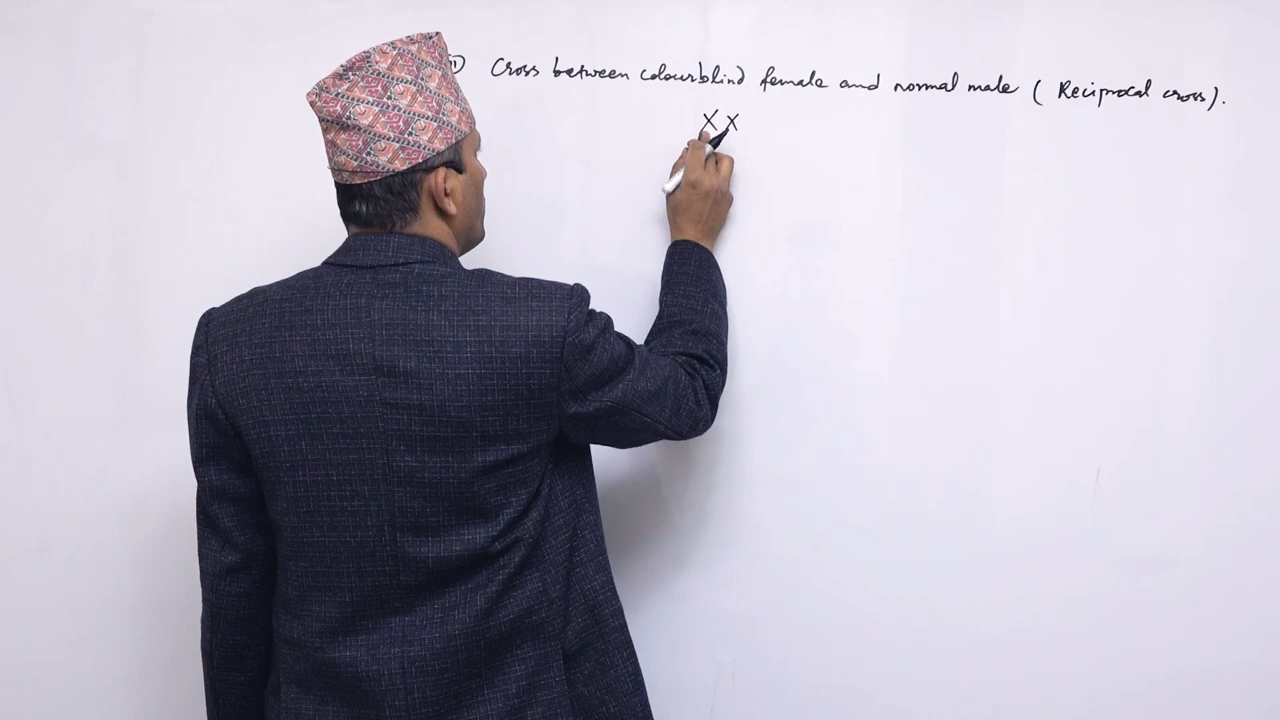 Cross between colourblind female and normal male ( Reciprocal cross).
X X